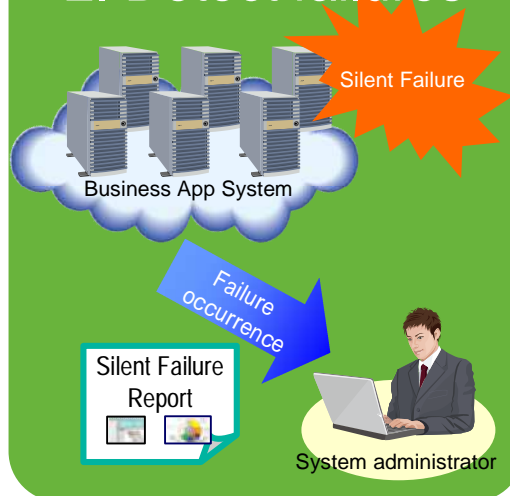 Silent Failure
Business App System
Failure
occurrence
Silent Failure
Report
System administrator